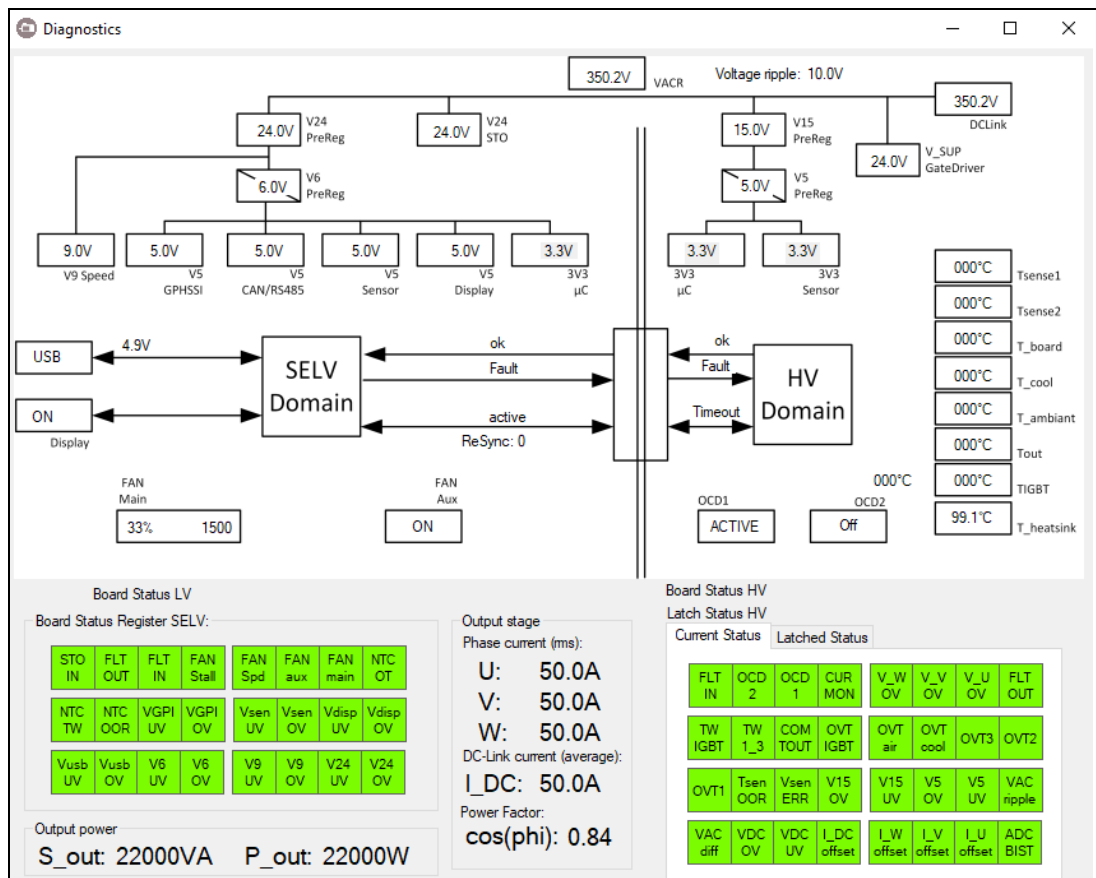 Diagnostics
350.2V
VACR
Voltage ripple: 10.0V
350.2V
DCLink
24.0V
V24
PreReg
24.0V
V24
STO
15.0V
V15
PreReg
24.0V
V_SUP
GateDriver
6.0V
V6
PreReg
5.0V
V5
PreReg
9.0V
V9 Speed
5.0V
V5
GPHSSI
5.0V
V5
CAN/RS485
5.0V
V5
Sensor
5.0V
V5
Display
3.3V
3V3
µC
3.3V
3V3
µC
3.3V
3V3
Sensor
000°C
Tsense1
000°C
Tsense2
000°C
T_board
000°C
T_cool
000°C
T_ambiant
000°C
Tout
000°C
000°C
TIGBT
99.1°C
T_heatsink
USB
4.9V
ON
Display
SELV
Domain
ok
Fault
active
ReSync: 0
ok
Fault
Timeout
HV
Domain
FAN
Main
33% 1500
FAN
Aux
ON
OCD1
ACTIVE
OCD2
Off
Board Status LV
Board Status Register SELV:
STO IN
FLT OUT
FLT IN
FAN Stall
FAN Spd
FAN aux
FAN main
NTC OT
NTC TW
NTC OOR
VGPI UV
VGPI OV
Vsen UV
Vsen OV
Vdisp UV
Vdisp OV
Vusb UV
Vusb OV
V6 UV
V6 OV
V9 UV
V9 OV
V24 UV
V24 OV
Output power
S_out: 22000VA P_out: 22000W
Output stage
Phase current (rms):
U: 50.0A
V: 50.0A
W: 50.0A
DC-Link current (average):
I_DC: 50.0A
Power Factor:
cos(phi): 0.84
Board Status HV
Latch Status HV
Current Status
Latched Status
FLT IN
OCD 2
OCD 1
CUR MON
V_W OV
V_V OV
V_U OV
FLT OUT
TW IGBT
TW 1_3
COM TOUT
OVT IGBT
OVT air
OVT cool
OVT3
OVT2
OVT1
Tsen OOR
Vsen ERR
V15 OV
V15 UV
V5 OV
V5 UV
VAC ripple
VAC diff
VDC OV
VDC UV
I_DC offset
I_W offset
I_V offset
I_U offset
ADC BIST